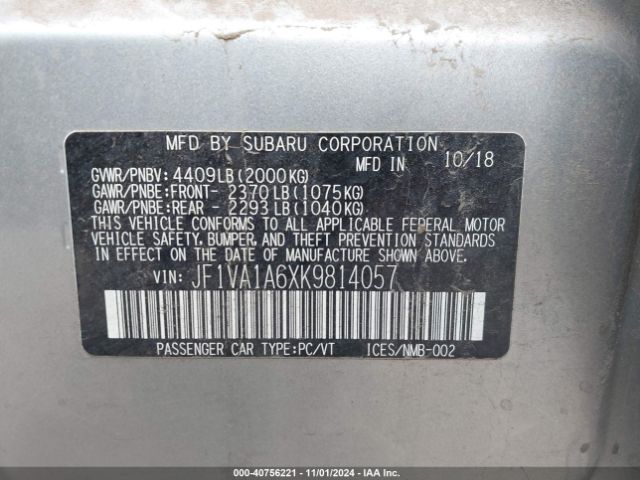 MFD BY SUBARU CORPORATION
MFD IN 10/18
GVWR/PNBV: 4409LB(2000KG)
GAWR/PNBE:FRONT- 2370LB(1075KG)
GAWR/PNBE:REAR - 2293LB(1040KG)
THIS VEHICLE CONFORMS TO ALL APPLICABLE FEDERAL MOTOR
VEHICLE SAFETY, BUMPER, AND THEFT PREVENTION STANDARDS
IN EFFECT ON THE DATE OF MANUFACTURE SHOWN ABOVE.
VIN: JF1VA1A6XK9814057
PASSENGER CAR TYPE:PC/VT ICES/NMB-002
000-40756221 - 11/01/2024 - IAAI.COM